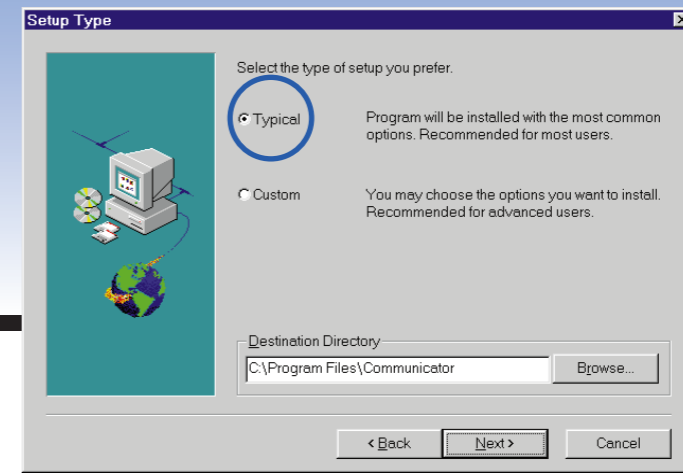 Setup Type
Select the type of setup you prefer.
Typical
Program will be installed with the most common
options. Recommended for most users.
Custom
You may choose the options you want to install.
Recommended for advanced users.
Destination Directory
C:\Program Files\Communicator
Browse...
< Back
Next >
Cancel